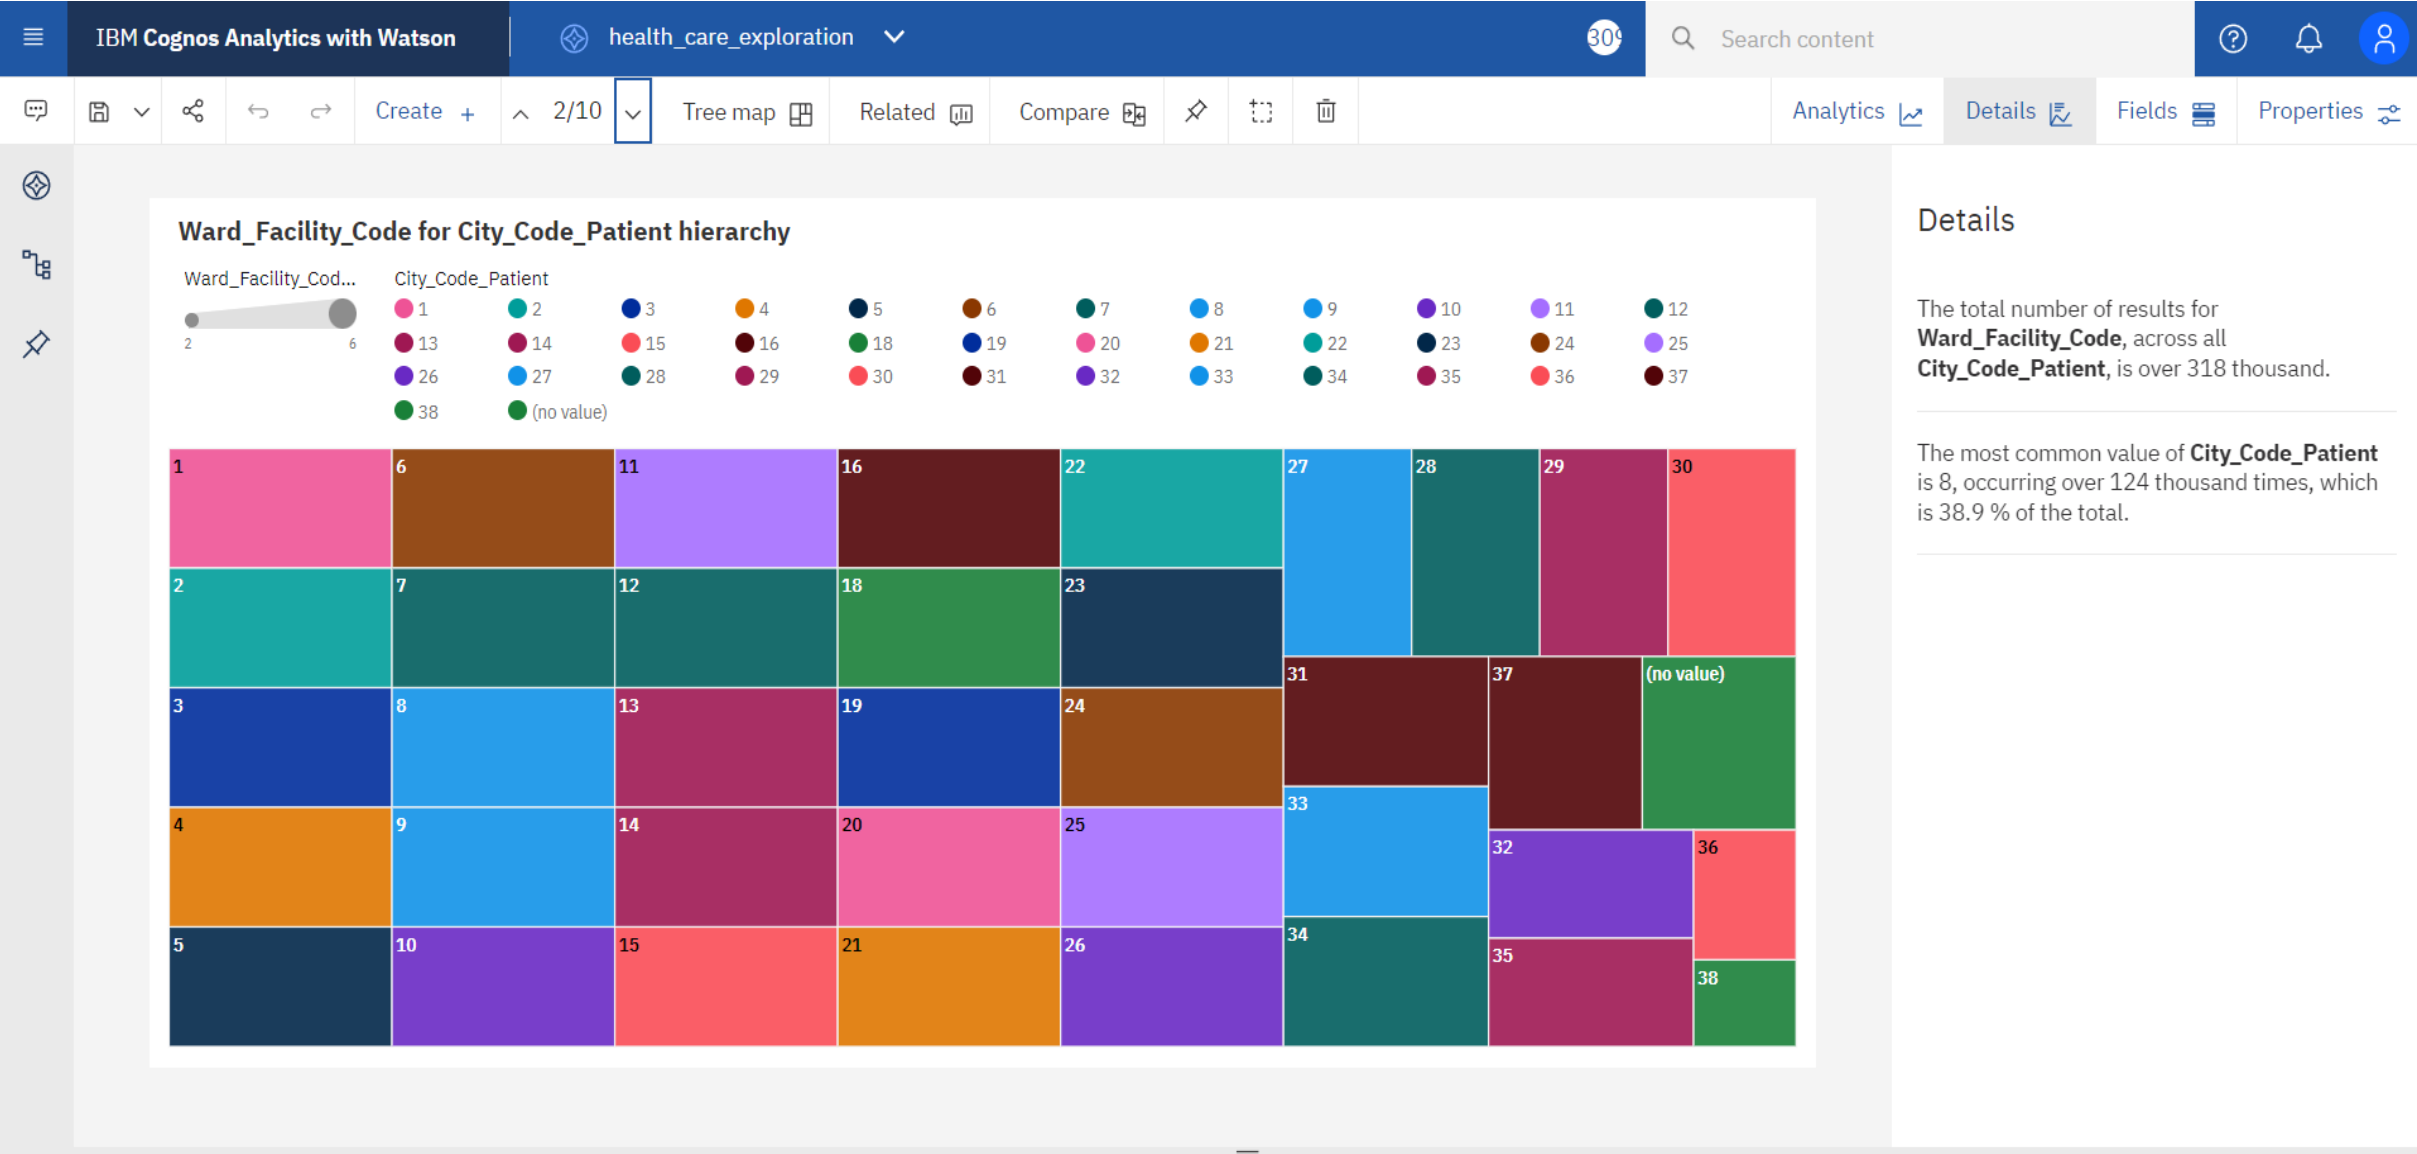 IBM Cognos Analytics with Watson
health_care_exploration
Search content
Create +
2/10
Tree map
Related
Compare
Analytics
Details
Fields
Properties
Ward_Facility_Code for City_Code_Patient hierarchy
Ward_Facility_Cod...
2 6
City_Code_Patient
1 2 3 4 5 6 7 8 9 10 11 12
13 14 15 16 18 19 20 21 22 23 24 25
26 27 28 29 30 31 32 33 34 35 36 37
38 (no value)
1 6 11 16 22 27 28 29 30
2 7 12 18 23
31 37 (no value)
3 8 13 19 24
33
4 9 14 20 25
32 36
34
5 10 15 21 26
35
38
Details
The total number of results for
Ward_Facility_Code, across all
City_Code_Patient, is over 318 thousand.
The most common value of City_Code_Patient
is 8, occurring over 124 thousand times, which
is 38.9 % of the total.